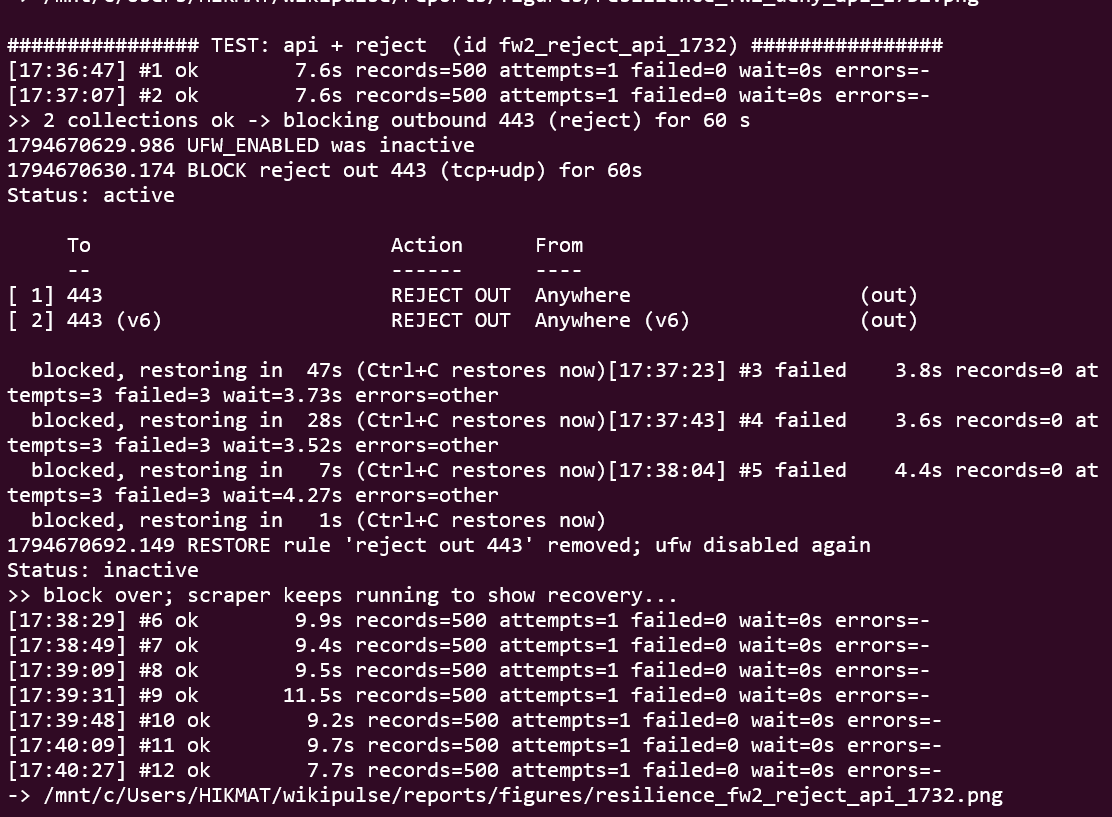 -> /mnt/c/Users/HIKMAT/wikipulse/reports/figures/resilience_fw2_deny_api_1732.png
################ TEST: api + reject  (id fw2_reject_api_1732) ################
[17:36:47] #1 ok        7.6s records=500 attempts=1 failed=0 wait=0s errors=-
[17:37:07] #2 ok        7.6s records=500 attempts=1 failed=0 wait=0s errors=-
>> 2 collections ok -> blocking outbound 443 (reject) for 60 s
1794670629.986 UFW_ENABLED was inactive
1794670630.174 BLOCK reject out 443 (tcp+udp) for 60s
Status: active
     To                         Action      From
     --                         ------      ----
[ 1] 443                        REJECT OUT  Anywhere                   (out)
[ 2] 443 (v6)                   REJECT OUT  Anywhere (v6)              (out)
  blocked, restoring in  47s (Ctrl+C restores now)[17:37:23] #3 failed    3.8s records=0 at
tempts=3 failed=3 wait=3.73s errors=other
  blocked, restoring in  28s (Ctrl+C restores now)[17:37:43] #4 failed    3.6s records=0 at
tempts=3 failed=3 wait=3.52s errors=other
  blocked, restoring in   7s (Ctrl+C restores now)[17:38:04] #5 failed    4.4s records=0 at
tempts=3 failed=3 wait=4.27s errors=other
  blocked, restoring in   1s (Ctrl+C restores now)
1794670692.149 RESTORE rule 'reject out 443' removed; ufw disabled again
Status: inactive
>> block over; scraper keeps running to show recovery...
[17:38:29] #6 ok        9.9s records=500 attempts=1 failed=0 wait=0s errors=-
[17:38:49] #7 ok        9.4s records=500 attempts=1 failed=0 wait=0s errors=-
[17:39:09] #8 ok        9.5s records=500 attempts=1 failed=0 wait=0s errors=-
[17:39:31] #9 ok       11.5s records=500 attempts=1 failed=0 wait=0s errors=-
[17:39:48] #10 ok        9.2s records=500 attempts=1 failed=0 wait=0s errors=-
[17:40:09] #11 ok        9.7s records=500 attempts=1 failed=0 wait=0s errors=-
[17:40:27] #12 ok        7.7s records=500 attempts=1 failed=0 wait=0s errors=-
-> /mnt/c/Users/HIKMAT/wikipulse/reports/figures/resilience_fw2_reject_api_1732.png